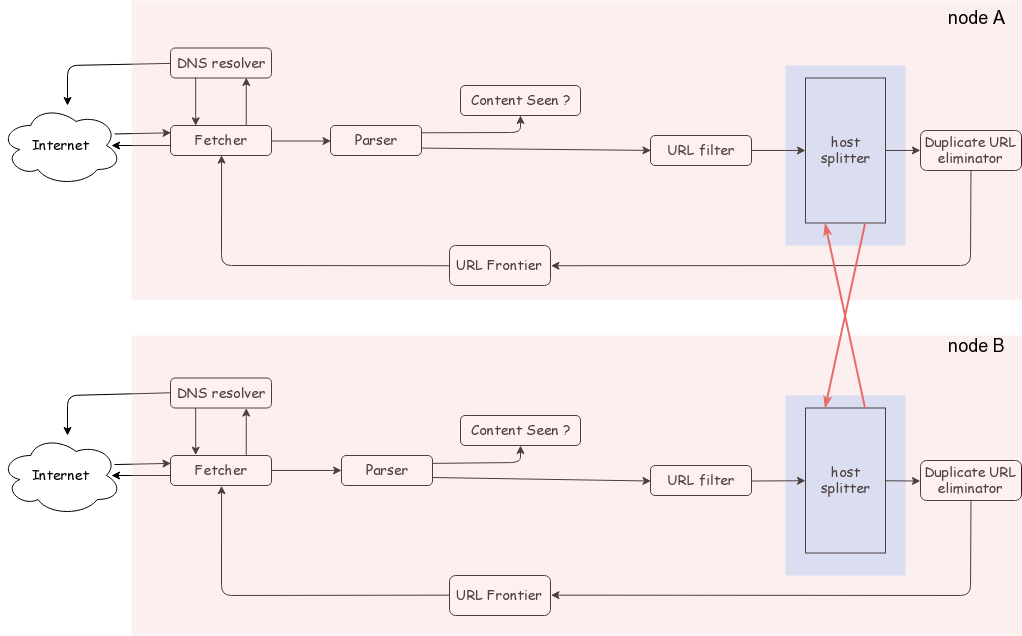 node A
DNS resolver
Content Seen ?
Internet
Fetcher
Parser
URL filter
host
splitter
Duplicate URL
eliminator
URL Frontier
node B
DNS resolver
Content Seen ?
Internet
Fetcher
Parser
URL filter
host
splitter
Duplicate URL
eliminator
URL Frontier